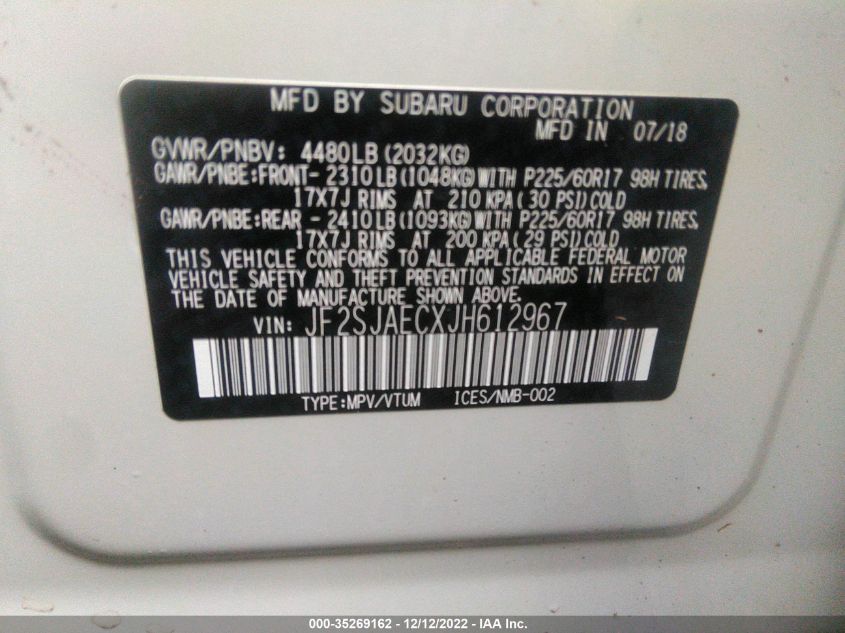 MFD BY SUBARU CORPORATION
MFD IN 07/18
GVWR/PNBV: 4480LB (2032KG)
GAWR/PNBE:FRONT- 2310LB (1048KG) WITH P225/60R17 98H TIRES,
17X7J RIMS AT 210 KPA( 30 PSI) COLD
GAWR/PNBE:REAR - 2410LB (1093KG) WITH P225/60R17 98H TIRES,
17X7J RIMS AT 200 KPA( 29 PSI) COLD
THIS VEHICLE CONFORMS TO ALL APPLICABLE FEDERAL MOTOR
VEHICLE SAFETY AND THEFT PREVENTION STANDARDS IN EFFECT ON
THE DATE OF MANUFACTURE SHOWN ABOVE.
VIN: JF2SJAECXJH612967
TYPE:MPV/VTUM ICES/NMB-002
000-35269162 - 12/12/2022 - IAA Inc.